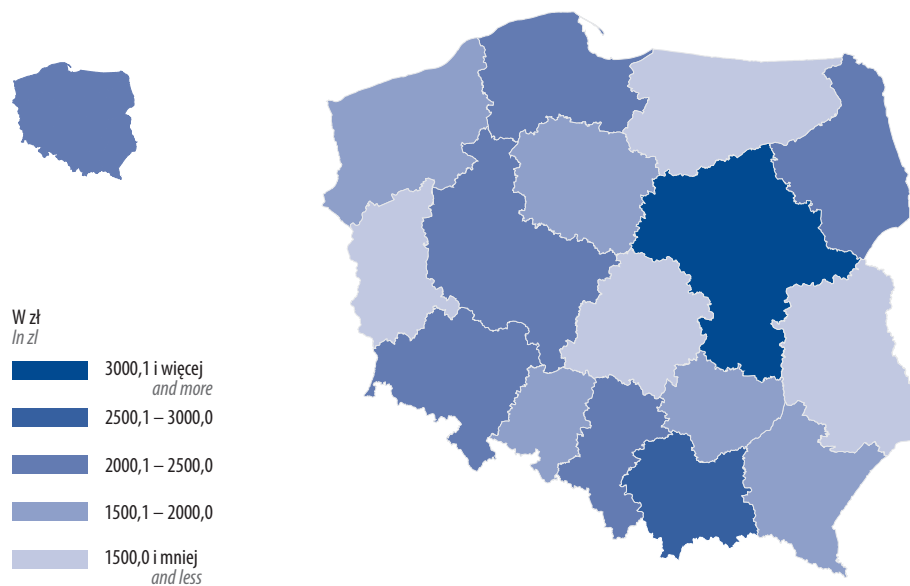 W zł
In zl
3000,1 i więcej
and more
2500,1 – 3000,0
2000,1 – 2500,0
1500,1 – 2000,0
1500,0 i mniej
and less